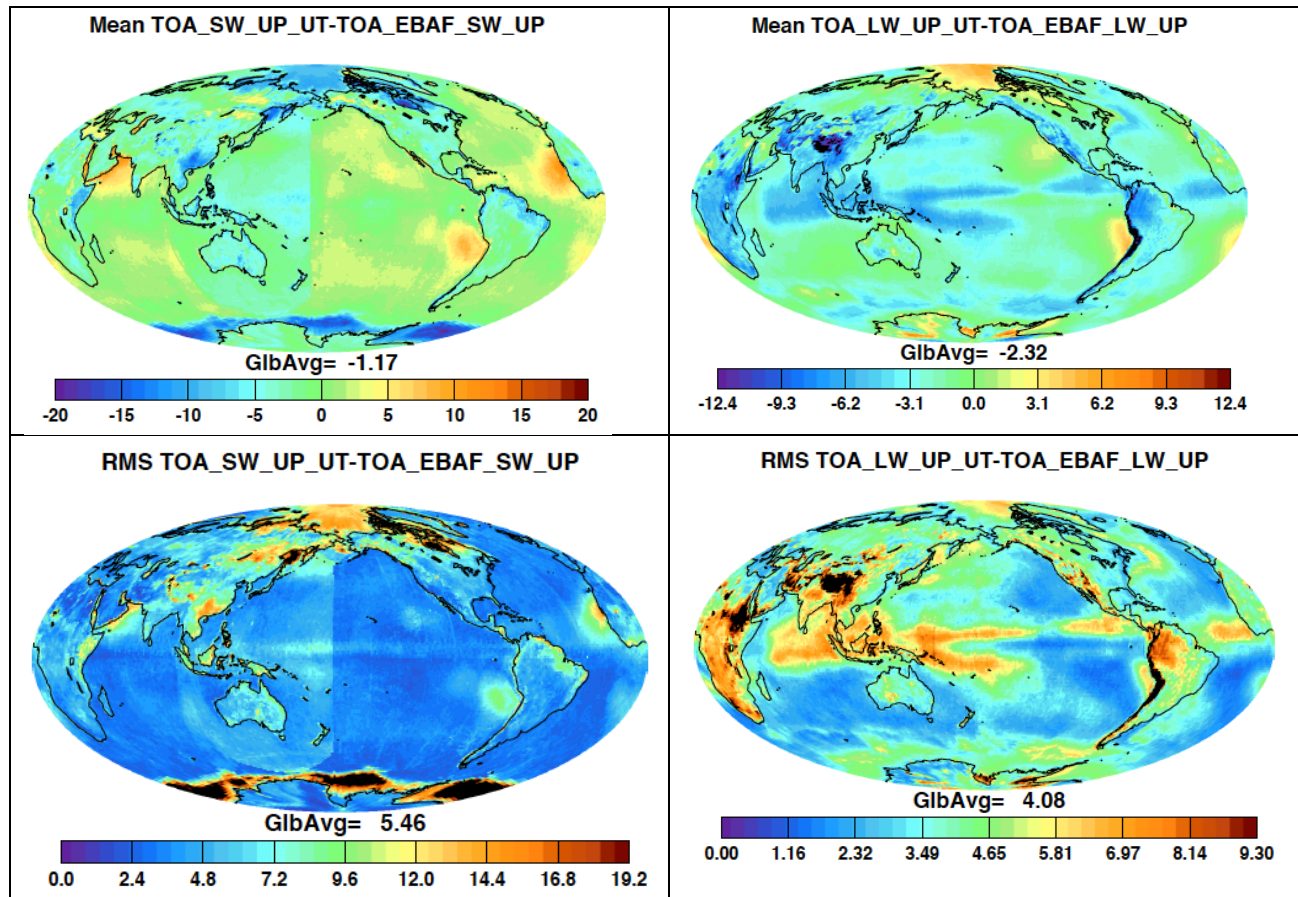 Mean TOA_SW_UP_UT-TOA_EBAF_SW_UP
GlbAvg= -1.17
-20 -15 -10 -5 0 5 10 15 20
Mean TOA_LW_UP_UT-TOA_EBAF_LW_UP
GlbAvg= -2.32
-12.4 -9.3 -6.2 -3.1 0.0 3.1 6.2 9.3 12.4
RMS TOA_SW_UP_UT-TOA_EBAF_SW_UP
GlbAvg= 5.46
0.0 2.4 4.8 7.2 9.6 12.0 14.4 16.8 19.2
RMS TOA_LW_UP_UT-TOA_EBAF_LW_UP
GlbAvg= 4.08
0.00 1.16 2.32 3.49 4.65 5.81 6.97 8.14 9.30